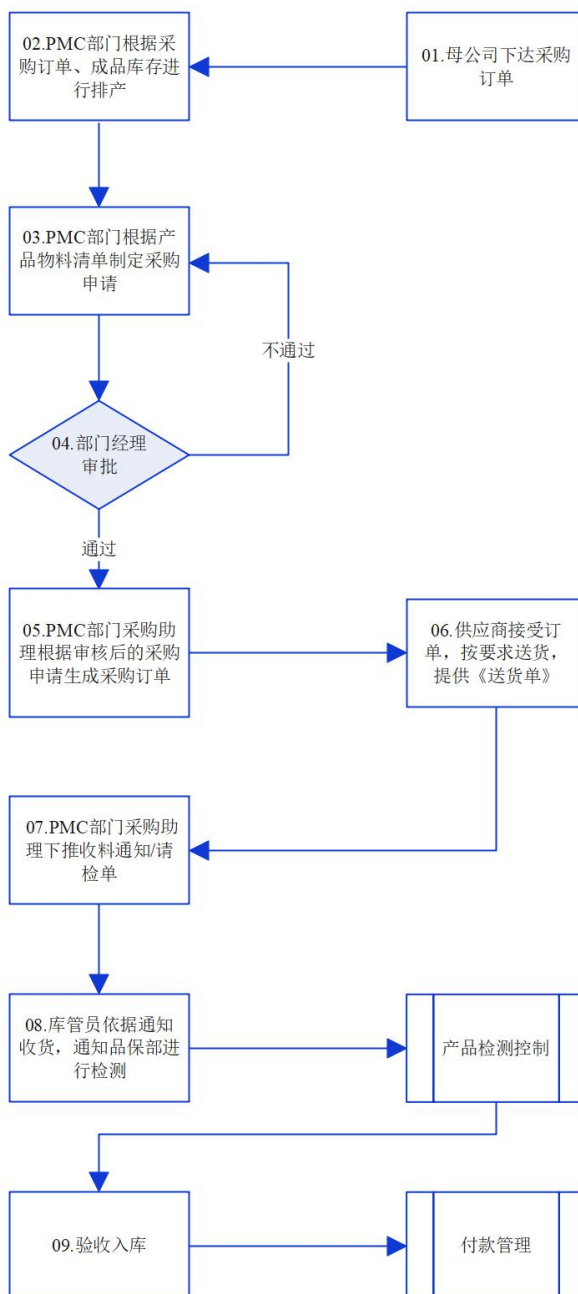 02.PMC部门根据采
购订单、成品库存进
行排产
01.母公司下达采购
订单
03.PMC部门根据产
品物料清单制定采购
申请
不通过
04.部门经理
审批
通过
05.PMC部门采购助
理根据审核后的采购
申请生成采购订单
06.供应商接受订
单，按要求送货，
提供《送货单》
07.PMC部门采购助
理下推收料通知/请
检单
08.库管员依据通知
收货，通知品保部进
行检测
产品检测控制
09.验收入库
付款管理